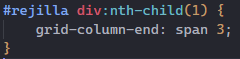 #rejilla div:nth-child(1) {
    grid-column-end: span 3;
}